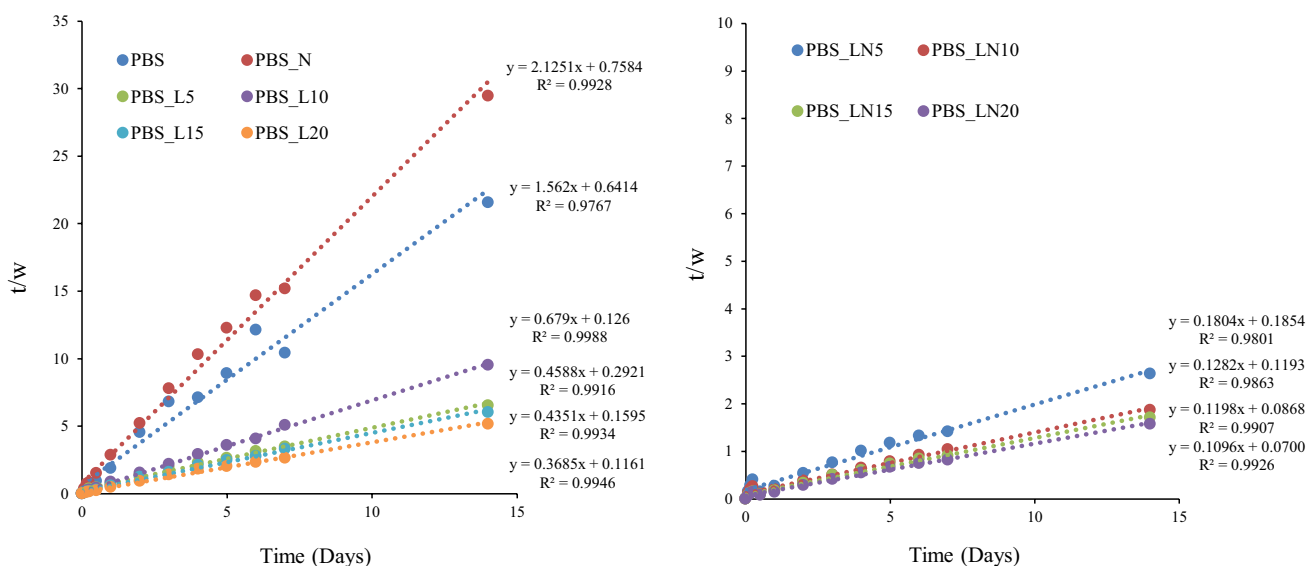 35
30
25
20
15
10
5
0
t/w
PBS
PBS_N
PBS_L5
PBS_L10
PBS_L15
PBS_L20
y = 2.1251x + 0.7584
R² = 0.9928
y = 1.562x + 0.6414
R² = 0.9767
y = 0.679x + 0.126
R² = 0.9988
y = 0.4588x + 0.2921
R² = 0.9916
y = 0.4351x + 0.1595
R² = 0.9934
y = 0.3685x + 0.1161
R² = 0.9946
0 5 10 15
Time (Days)
10
9
8
7
6
5
4
3
2
1
0
t/w
PBS_LN5
PBS_LN10
PBS_LN15
PBS_LN20
y = 0.1804x + 0.1854
R² = 0.9801
y = 0.1282x + 0.1193
R² = 0.9863
y = 0.1198x + 0.0868
R² = 0.9907
y = 0.1096x + 0.0700
R² = 0.9926
0 5 10 15
Time (Days)